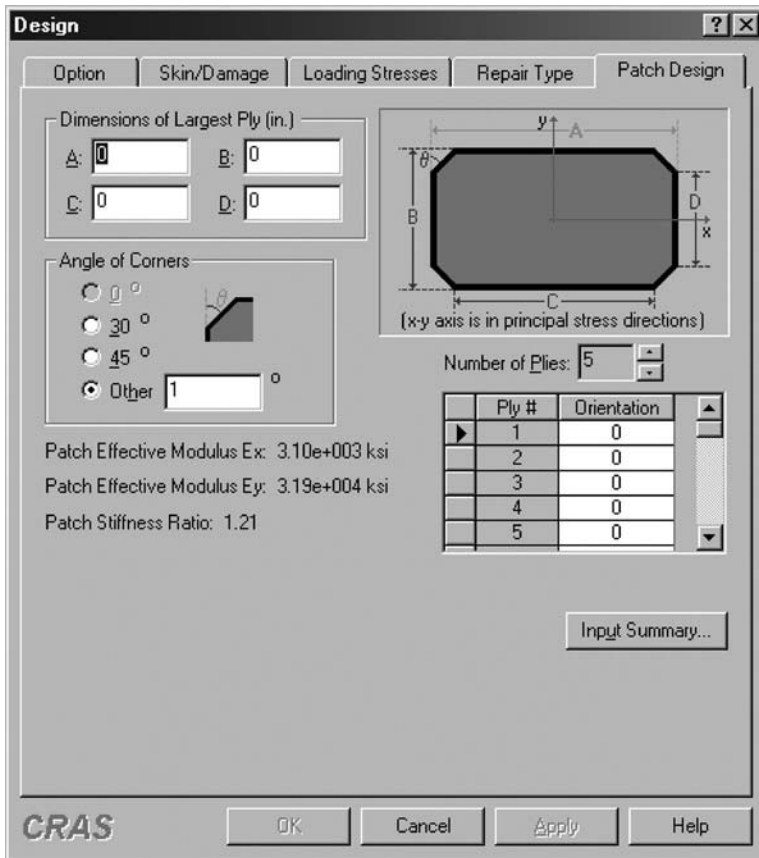 Design
Option Skin/Damage Loading Stresses Repair Type Patch Design
Dimensions of Largest Ply (in.)
A: 0 B: 0
C: 0 D: 0
Angle of Corners
0 °
30 °
45 °
Other 1 °
θ
Patch Effective Modulus Ex: 3.10e+003 ksi
Patch Effective Modulus Ey: 3.19e+004 ksi
Patch Stiffness Ratio: 1.21
y
A
θ
B
D
x
C
(x-y axis is in principal stress directions)
Number of Plies: 5
Ply # Orientation
1 0
2 0
3 0
4 0
5 0
Input Summary...
CRAS OK Cancel Apply Help